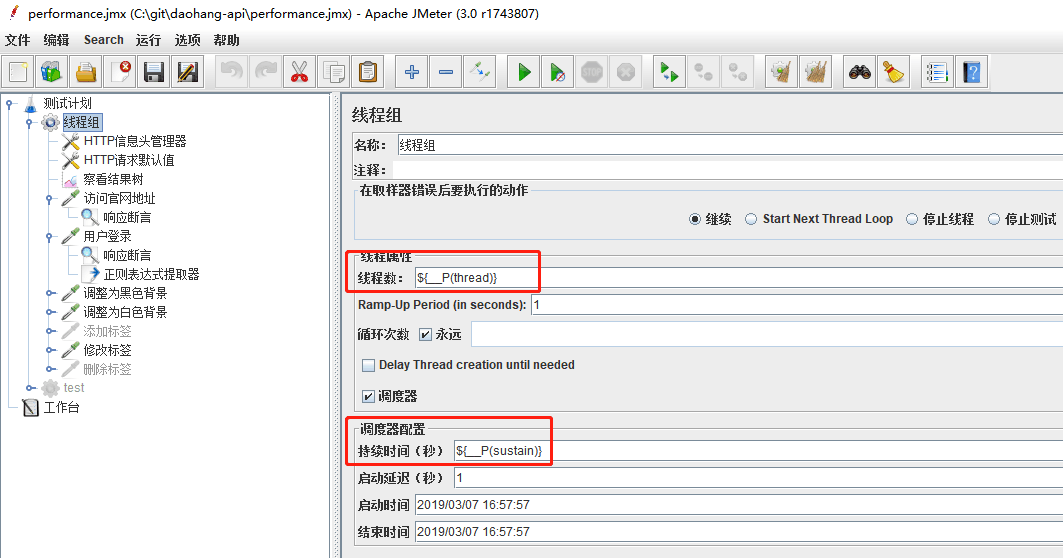 performance.jmx (C:\git\daohang-api\performance.jmx) - Apache JMeter (3.0 r1743807)
文件 编辑 Search 运行 选项 帮助
测试计划
线程组
HTTP信息头管理器
HTTP请求默认值
察看结果树
访问官网地址
响应断言
用户登录
响应断言
正则表达式提取器
调整为黑色背景
调整为白色背景
添加标签
修改标签
删除标签
test
工作台
线程组
名称: 线程组
注释:
在取样器错误后要执行的动作
继续 Start Next Thread Loop 停止线程 停止测试
线程属性
线程数: ${__P(thread)}
Ramp-Up Period (in seconds): 1
循环次数 永远
Delay Thread creation until needed
调度器
调度器配置
持续时间（秒） ${__P(sustain)}
启动延迟（秒） 1
启动时间 2019/03/07 16:57:57
结束时间 2019/03/07 16:57:57